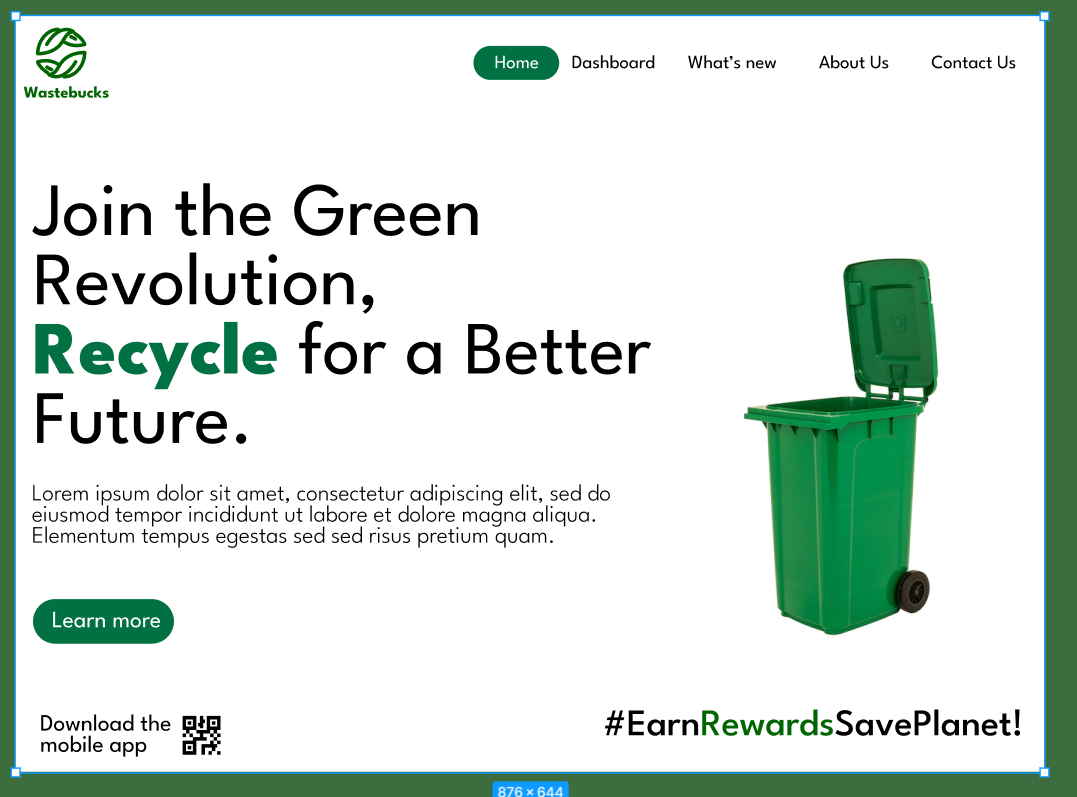 Wastebucks
Home Dashboard What’s new About Us Contact Us
Join the Green
Revolution,
Recycle for a Better
Future.
Lorem ipsum dolor sit amet, consectetur adipiscing elit, sed do
eiusmod tempor incididunt ut labore et dolore magna aliqua.
Elementum tempus egestas sed sed risus pretium quam.
Learn more
Download the
mobile app
#EarnRewardsSavePlanet!
876 × 644